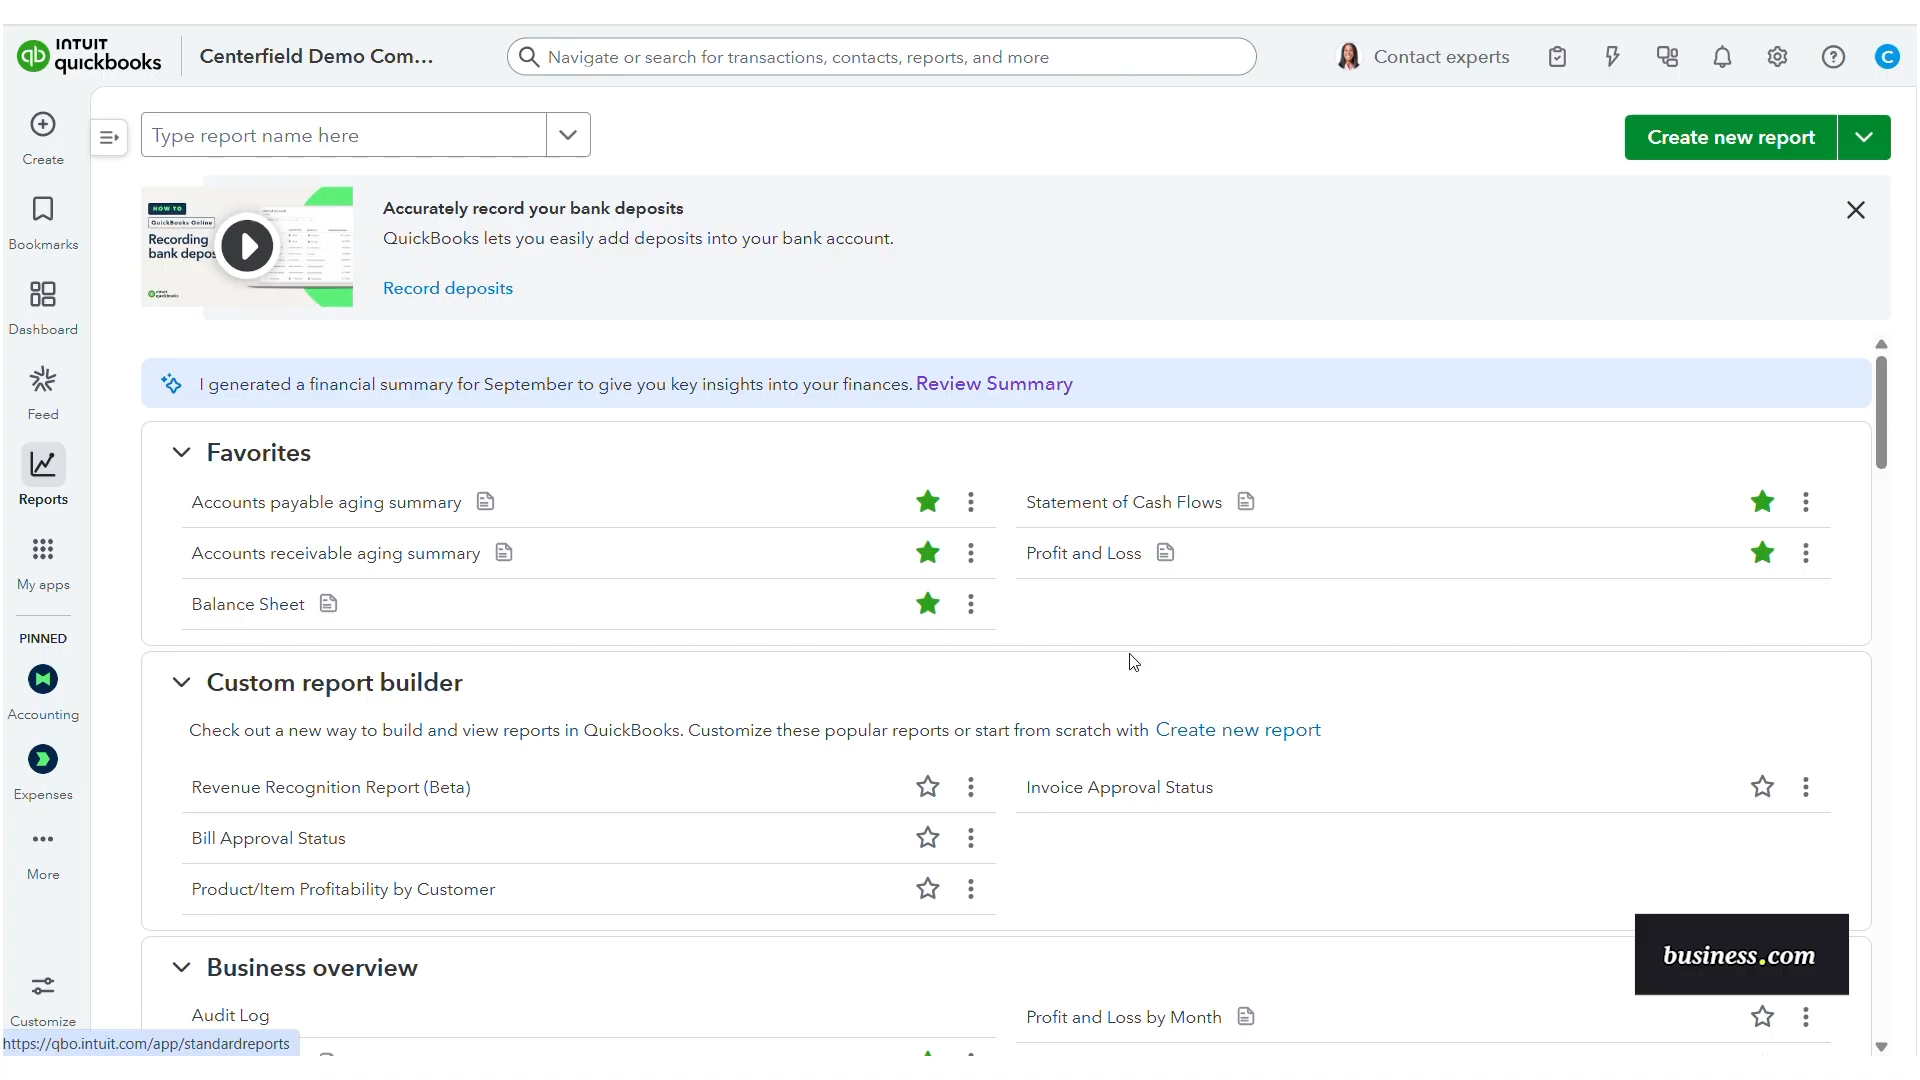 INTUIT
quickbooks
Centerfield Demo Com...
Navigate or search for transactions, contacts, reports, and more
Contact experts
C
Create
Bookmarks
Dashboard
Feed
Reports
My apps
PINNED
Accounting
Expenses
More
Customize
Type report name here
Create new report
HOW TO
QuickBooks Online
Recording
bank depos
intuit
quickbooks
Accurately record your bank deposits
QuickBooks lets you easily add deposits into your bank account.
Record deposits
I generated a financial summary for September to give you key insights into your finances. Review Summary
Favorites
Accounts payable aging summary
Statement of Cash Flows
Accounts receivable aging summary
Profit and Loss
Balance Sheet
Custom report builder
Check out a new way to build and view reports in QuickBooks. Customize these popular reports or start from scratch with Create new report
Revenue Recognition Report (Beta)
Invoice Approval Status
Bill Approval Status
Product/Item Profitability by Customer
Business overview
Audit Log
Profit and Loss by Month
business.com
https://qbo.intuit.com/app/standardreports